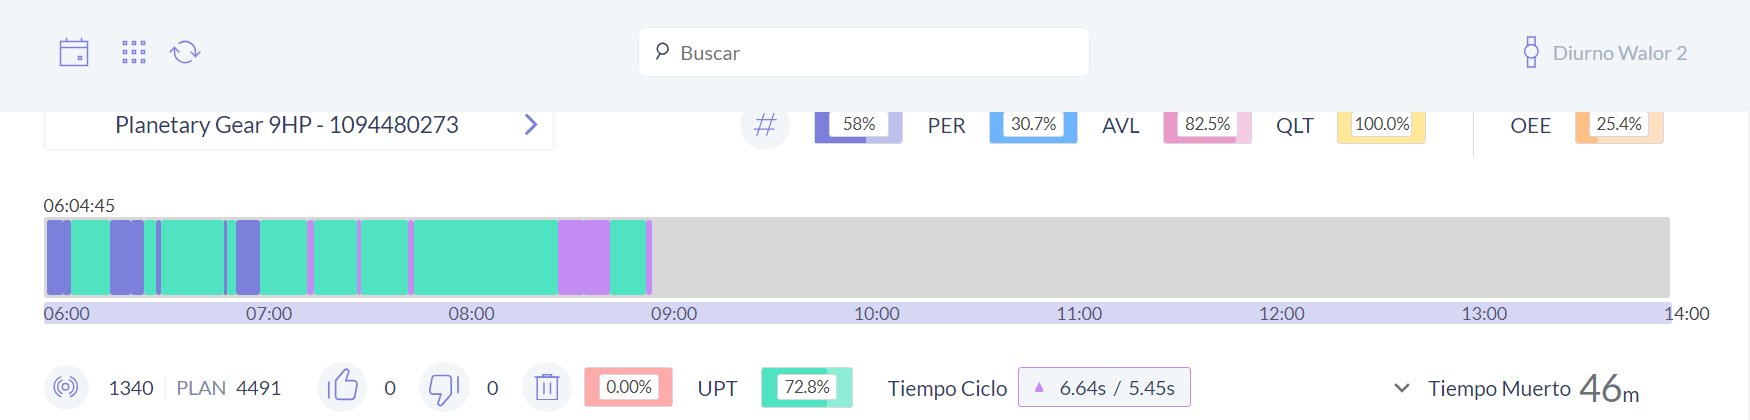 Buscar
Diurno Walor 2
Planetary Gear 9HP - 1094480273
# 58% PER 30.7% AVL 82.5% QLT 100.0% OEE 25.4%
06:04:45
06:00 07:00 08:00 09:00 10:00 11:00 12:00 13:00 14:00
1340 PLAN 4491 0 0 0.00% UPT 72.8% Tiempo Ciclo 6.64s / 5.45s Tiempo Muerto 46m